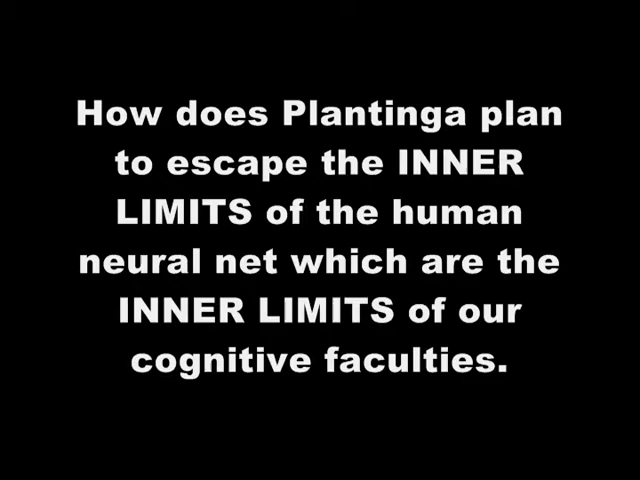 How does Plantinga plan
to escape the INNER
LIMITS of the human
neural net which are the
INNER LIMITS of our
cognitive faculties.